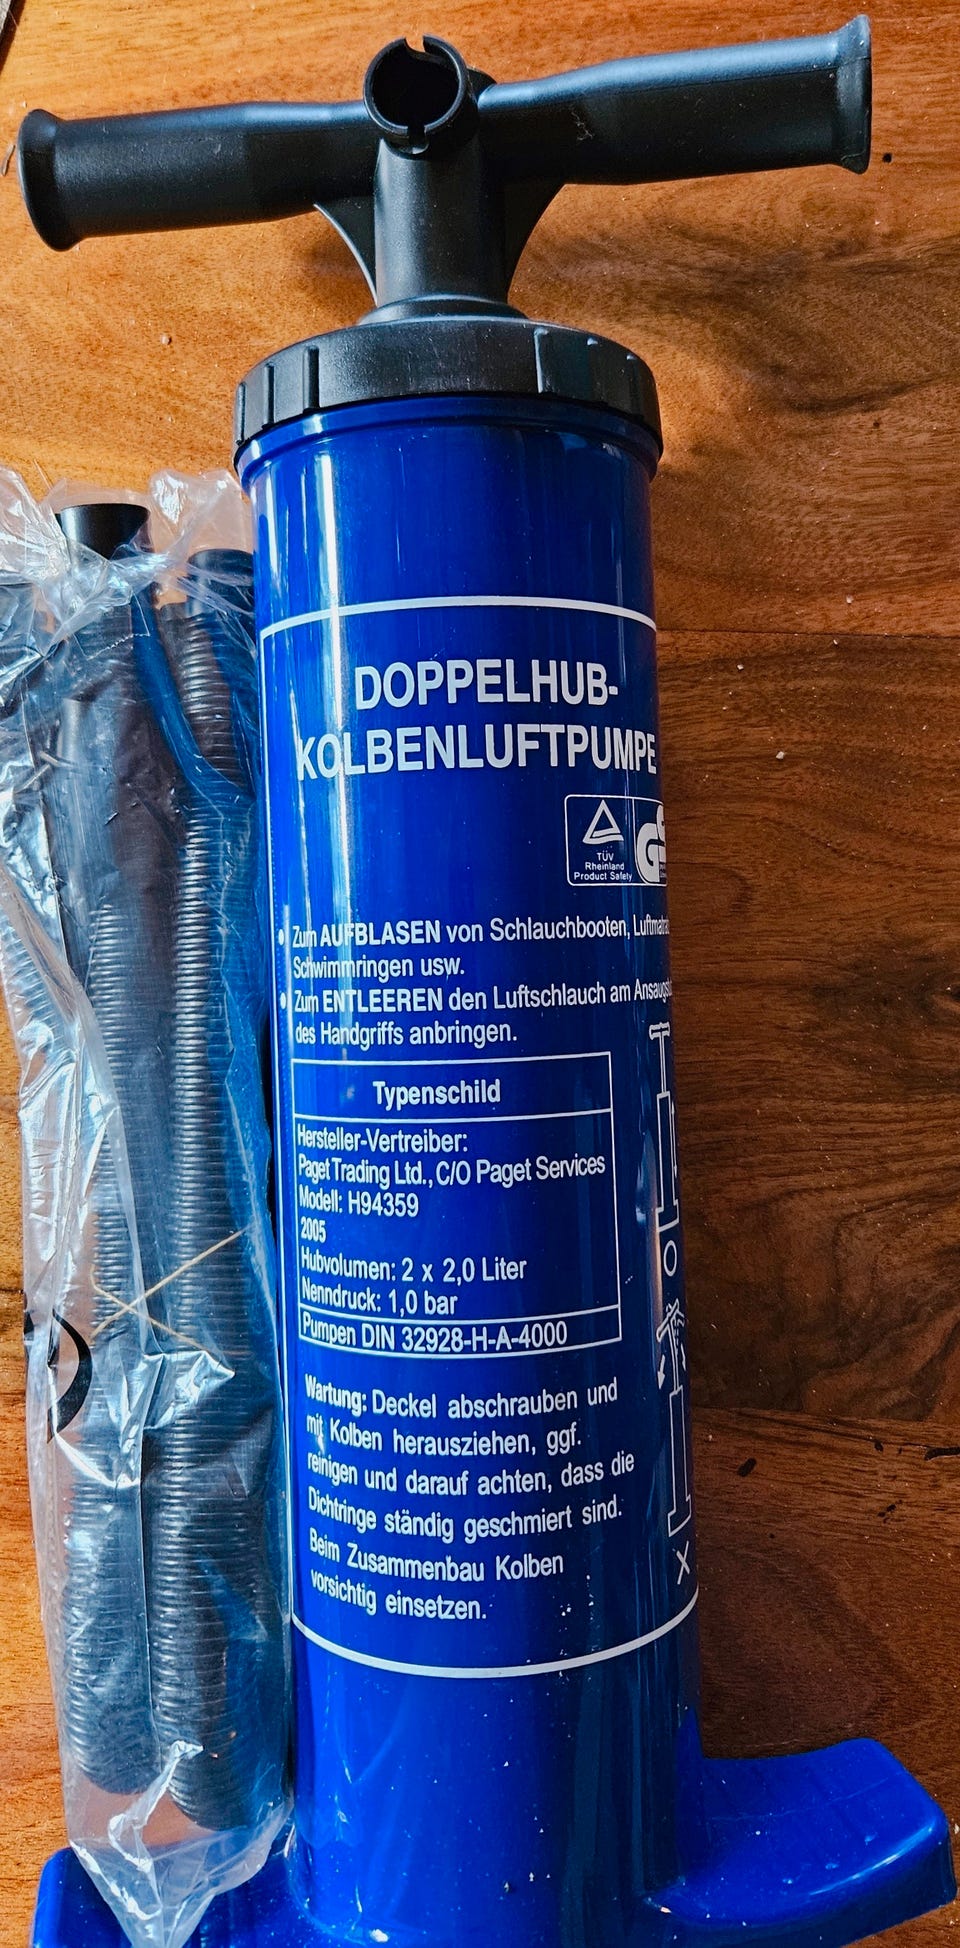 DOPPELHUB-
KOLBENLUFTPUMPE
TÜV
Rheinland
Product Safety
GS
• Zum AUFBLASEN von Schlauchbooten,
Schwimmringen usw.
• Zum ENTLEEREN den Luftschlauch am
des Handgriffs anbringen.
Typenschild
Hersteller-Vertreiber:
Paget Trading Ltd., C/O Paget Services
Modell: H94359
2005
Hubvolumen: 2 x 2,0 Liter
Nenndruck: 1,0 bar
Pumpen DIN 32928-H-A-4000
Wartung: Deckel abschrauben und
mit Kolben herausziehen, ggf.
reinigen und darauf achten, dass die
Dichtringe ständig geschmiert sind.
Beim Zusammenbau Kolben
vorsichtig einsetzen.